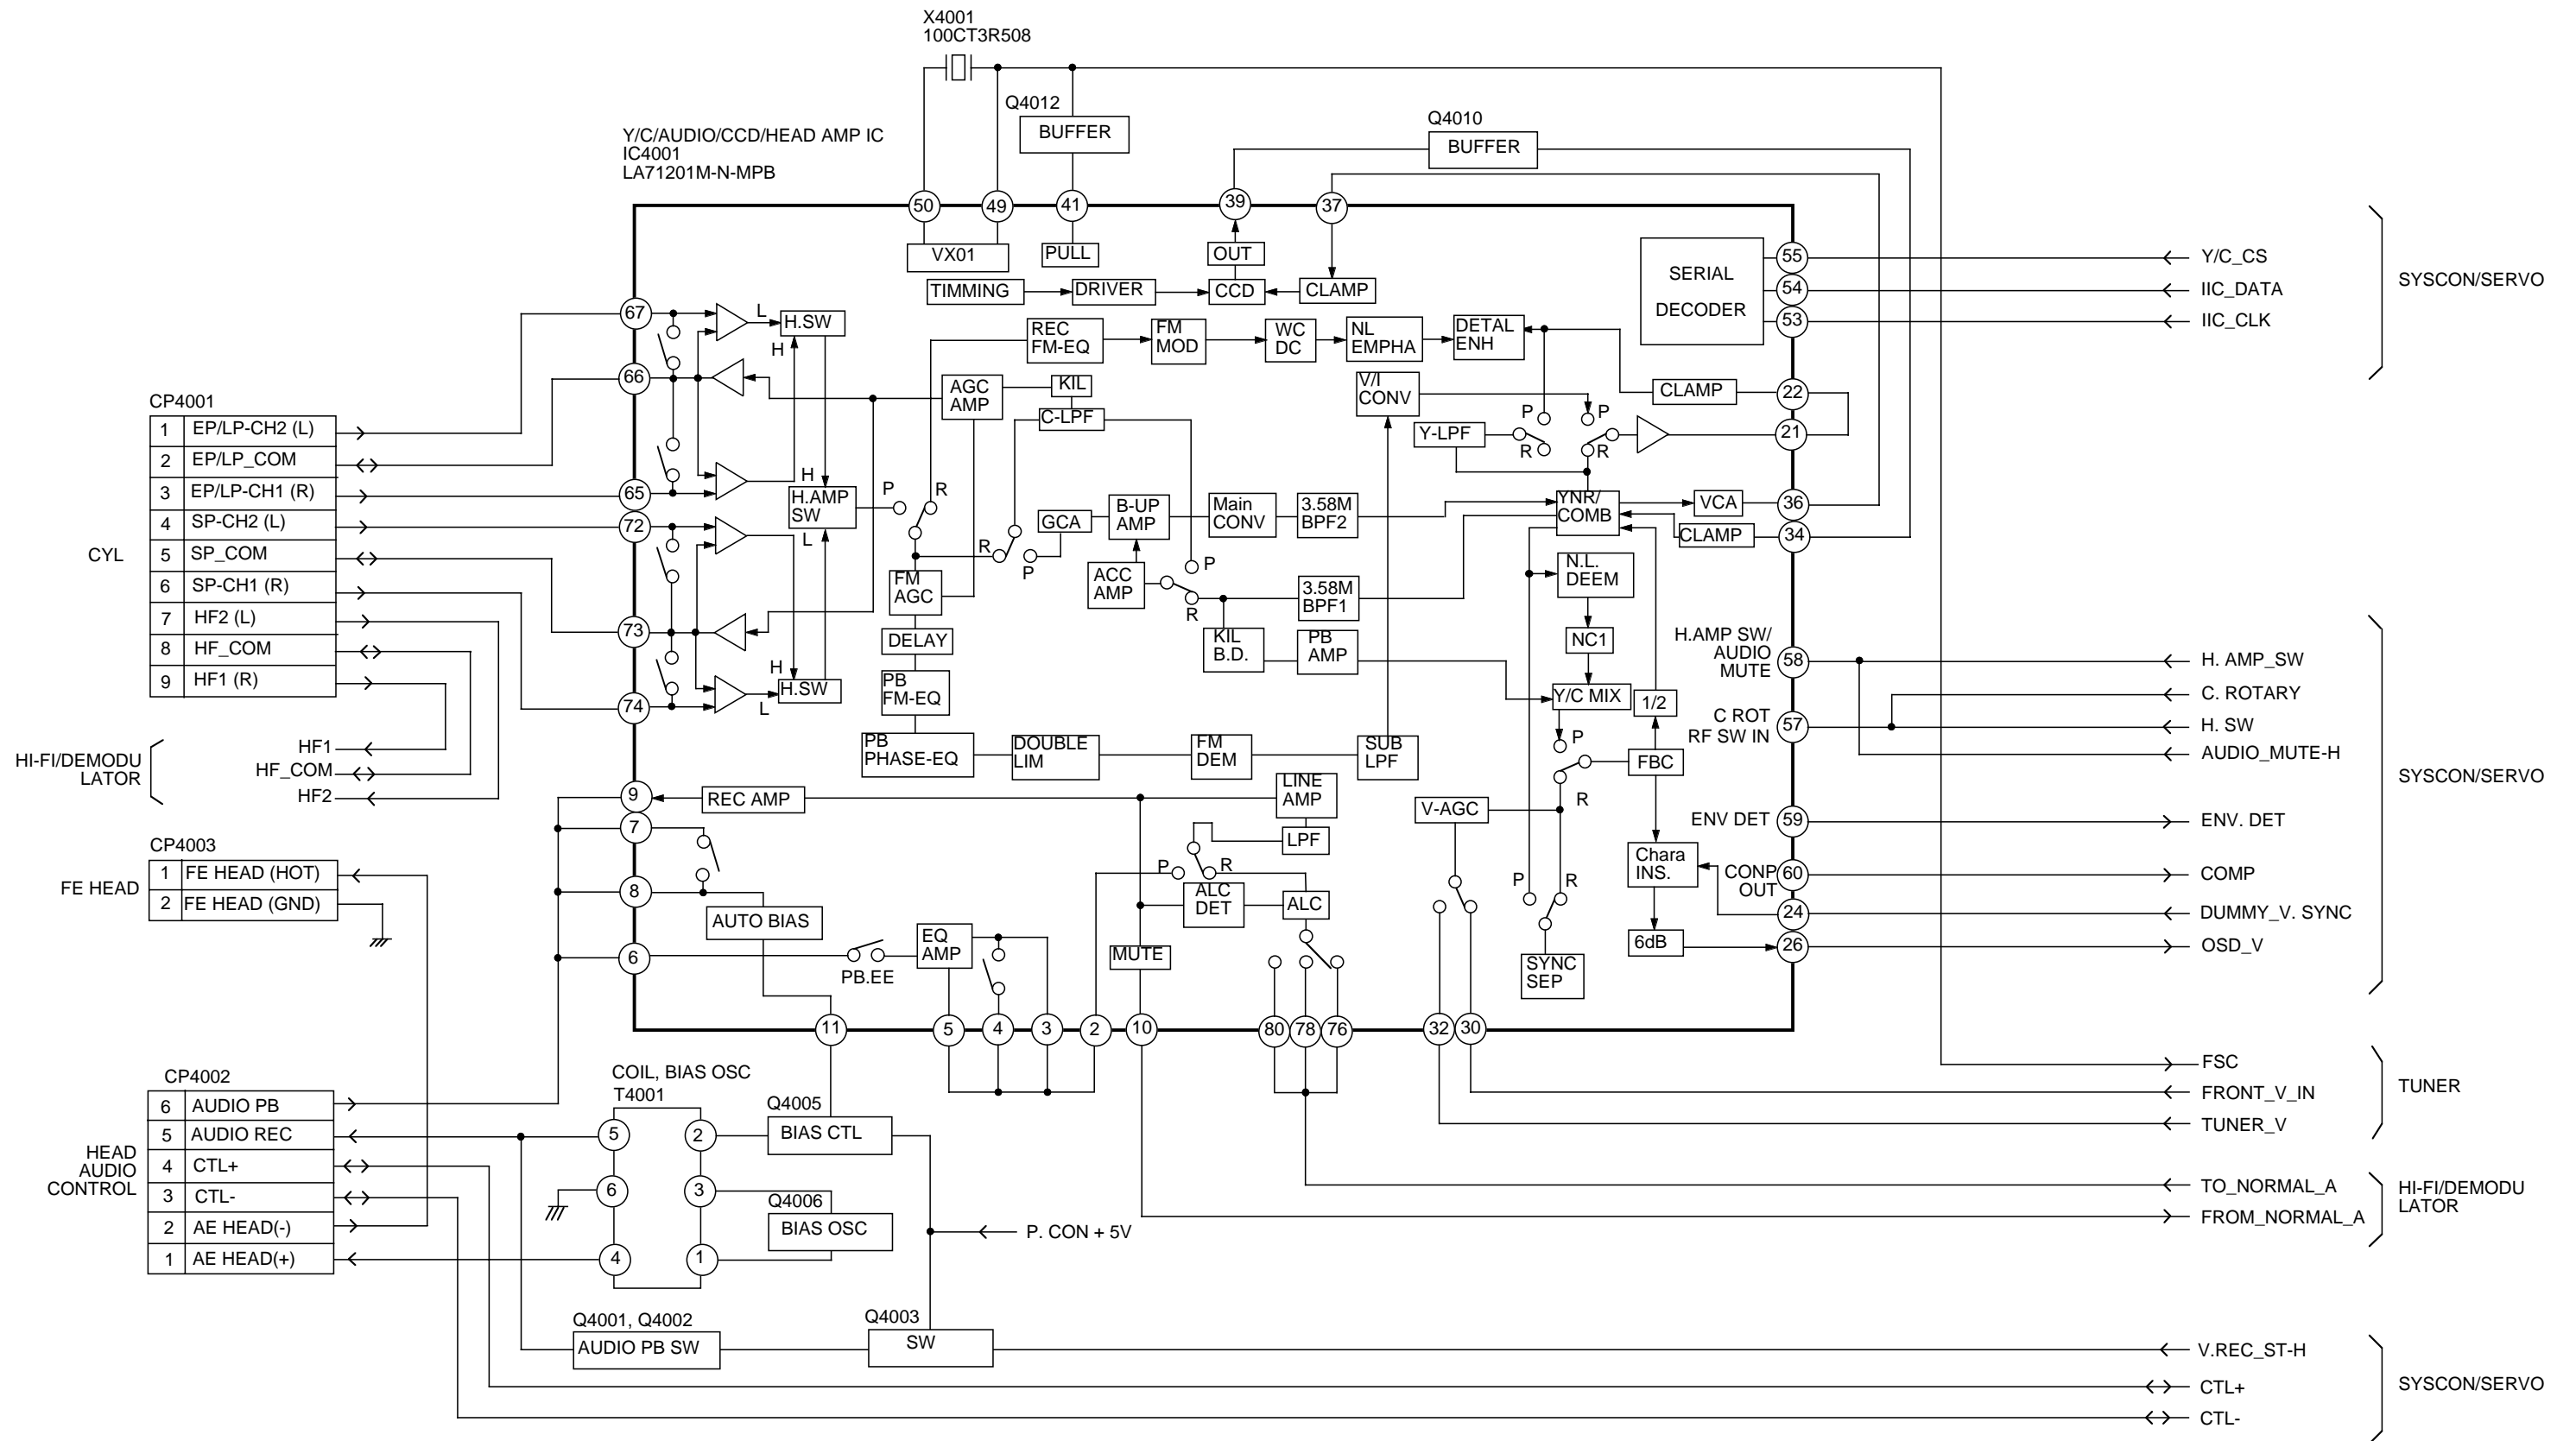 X4001
100CT3R508
Q4012
BUFFER
Q4010
BUFFER
Y/C/AUDIO/CCD/HEAD AMP IC
IC4001
LA71201M-N-MPB
50
49
41
39
37
VX01
PULL
OUT
TIMMING
DRIVER
CCD
CLAMP
SERIAL
DECODER
55
54
53
Y/C_CS
IIC_DATA
IIC_CLK
SYSCON/SERVO
67
L
H.SW
H
REC
FM-EQ
FM
MOD
WC
DC
NL
EMPHA
DETAL
ENH
66
AGC
AMP
KIL
C-LPF
V/I
CONV
CLAMP
22
P
P
Y-LPF
R
R
21
CP4001
1 EP/LP-CH2 (L)
2 EP/LP_COM
3 EP/LP-CH1 (R)
4 SP-CH2 (L)
5 SP_COM
6 SP-CH1 (R)
7 HF2 (L)
8 HF_COM
9 HF1 (R)
CYL
65
H
H.AMP
SW
L
P
R
72
GCA
B-UP
AMP
Main
CONV
3.58M
BPF2
YNR/
COMB
VCA
36
CLAMP
34
R
P
FM
AGC
ACC
AMP
P
R
3.58M
BPF1
N.L.
DEEM
73
DELAY
KIL
B.D.
PB
AMP
NC1
H.AMP SW/
AUDIO
MUTE
58
H. AMP_SW
H
H.SW
L
74
PB
FM-EQ
Y/C MIX
1/2
C. ROTARY
C ROT
RF SW IN
57
H. SW
AUDIO_MUTE-H
SYSCON/SERVO
HI-FI/DEMODU
LATOR
HF1
HF_COM
HF2
PB
PHASE-EQ
DOUBLE
LIM
FM
DEM
SUB
LPF
P
FBC
R
9
REC AMP
LINE
AMP
V-AGC
7
LPF
ENV DET
59
ENV. DET
CP4003
FE HEAD
1 FE HEAD (HOT)
2 FE HEAD (GND)
8
P
R
ALC
DET
ALC
P
R
Chara
INS.
CONP
OUT
60
COMP
24
DUMMY_V. SYNC
AUTO BIAS
6
PB.EE
EQ
AMP
MUTE
SYNC
SEP
6dB
26
OSD_V
11
5
4
3
2
10
80
78
76
32
30
FSC
FRONT_V_IN
TUNER_V
TUNER
CP4002
HEAD
AUDIO
CONTROL
6 AUDIO PB
5 AUDIO REC
4 CTL+
3 CTL-
2 AE HEAD(-)
1 AE HEAD(+)
COIL, BIAS OSC
T4001
5
2
6
3
4
1
Q4005
BIAS CTL
Q4006
BIAS OSC
P. CON + 5V
TO_NORMAL_A
FROM_NORMAL_A
HI-FI/DEMODU
LATOR
Q4001, Q4002
AUDIO PB SW
Q4003
SW
V.REC_ST-H
CTL+
CTL-
SYSCON/SERVO